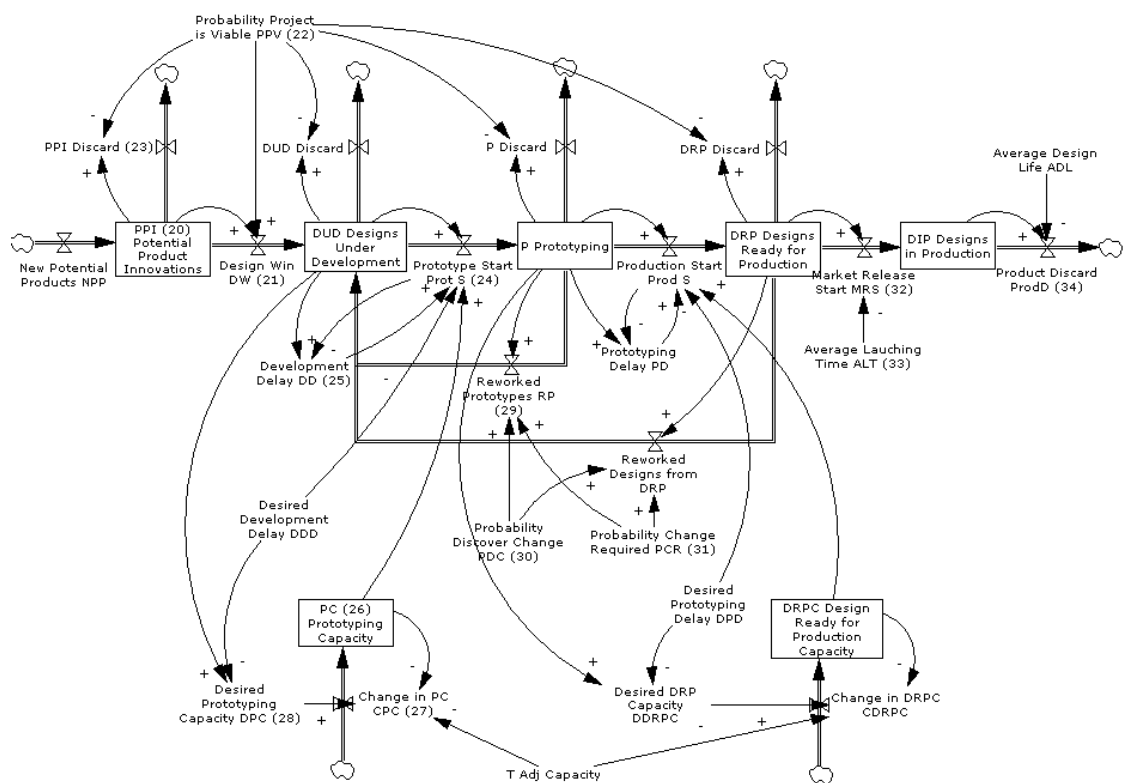 Probability Project
is Viable PPV (22)
PPI Discard (23)
DUD Discard
P Discard
DRP Discard
Average Design
Life ADL
PPI (20)
Potential
Product
Innovations
DUD Designs
Under
Development
P Prototyping
DRP Designs
Ready for
Production
DIP Designs
in Production
New Potential
Products NPP
Design Win
DW (21)
Prototype Start
Prot S (24)
Production Start
Prod S
Market Release
Start MRS (32)
Product Discard
ProdD (34)
Development
Delay DD (25)
Reworked
Prototypes RP
(29)
Prototyping
Delay PD
Average Lauching
Time ALT (33)
Reworked
Designs from
DRP
Desired
Development
Delay DDD
Probability
Discover Change
PDC (30)
Probability Change
Required PCR (31)
Desired
Prototyping
Delay DPD
PC (26)
Prototyping
Capacity
DRPC Design
Ready for
Production
Capacity
Desired
Prototyping
Capacity DPC (28)
Change in PC
CPC (27)
Desired DRP
Capacity
DDRPC
Change in DRPC
CDRPC
T Adj Capacity